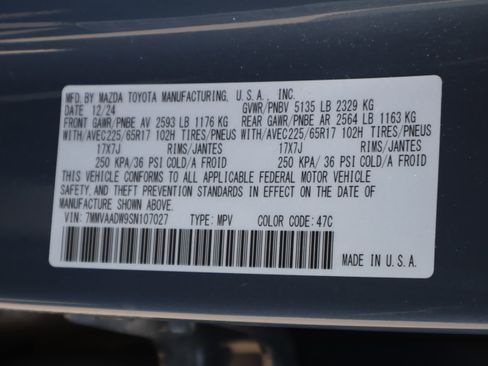 MFD. BY MAZDA TOYOTA MANUFACTURING, U.S.A., INC.
DATE 12/24 GVWR/PNBV 5135 LB 2329 KG
FRONT GAWR/PNBE AV 2593 LB 1176 KG REAR GAWR/PNBE AR 2564 LB 1163 KG
WITH/AVEC225/65R17 102H TIRES/PNEUS WITH/AVEC225/65R17 102H TIRES/PNEUS
17X7J RIMS/JANTES 17X7J RIMS/JANTES
250 KPA/36 PSI COLD/A FROID 250 KPA/36 PSI COLD/A FROID
THIS VEHICLE CONFORMS TO ALL APPLICABLE FEDERAL MOTOR VEHICLE
SAFETY, AND THEFT PREVENTION STANDARDS IN EFFECT ON THE DATE OF
MANUFACTURE SHOWN ABOVE.
VIN: 7MMVAADW9SN107027 TYPE: MPV COLOR CODE: 47C
MADE IN U.S.A.